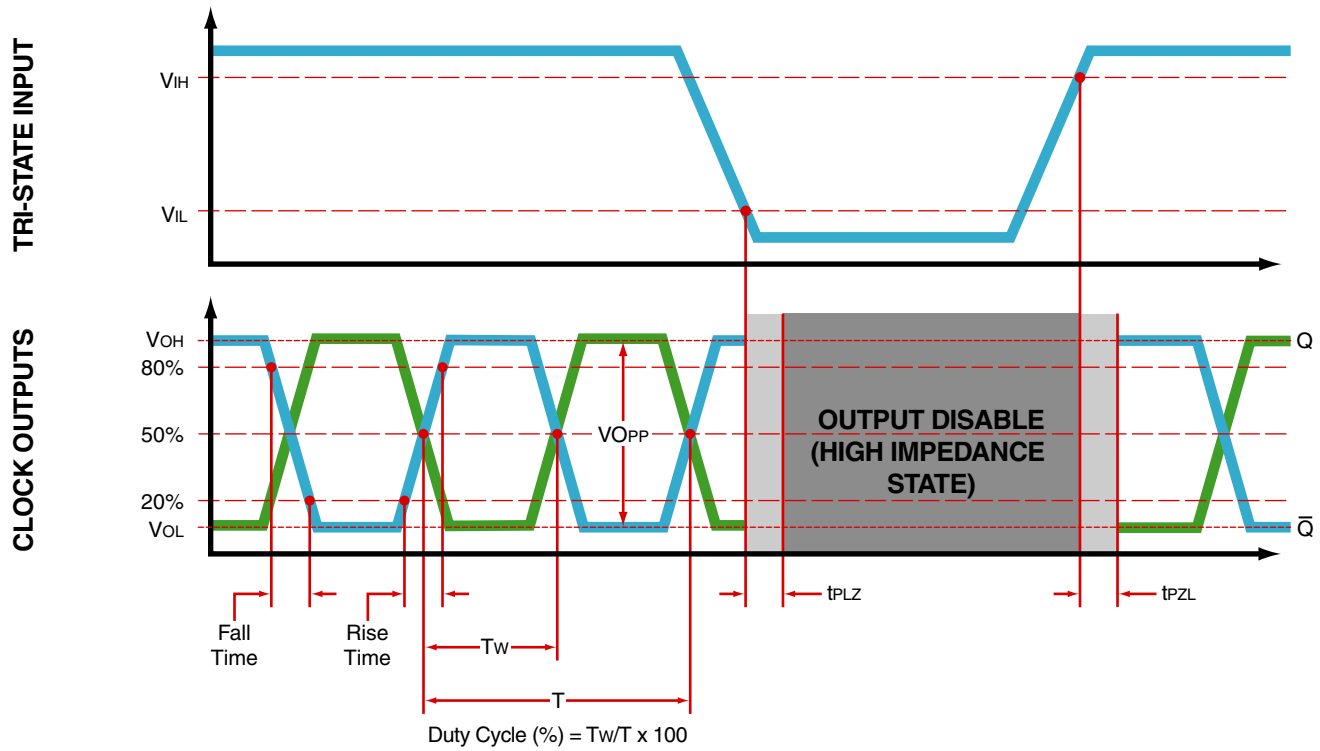 TRI-STATE INPUT
VIH
VIL
CLOCK OUTPUTS
VOH
80%
50%
20%
VOL
VOPP
OUTPUT DISABLE
(HIGH IMPEDANCE
STATE)
Q
Q̅
Fall
Time
Rise
Time
TW
T
tPLZ
tPZL
Duty Cycle (%) = TW/T x 100